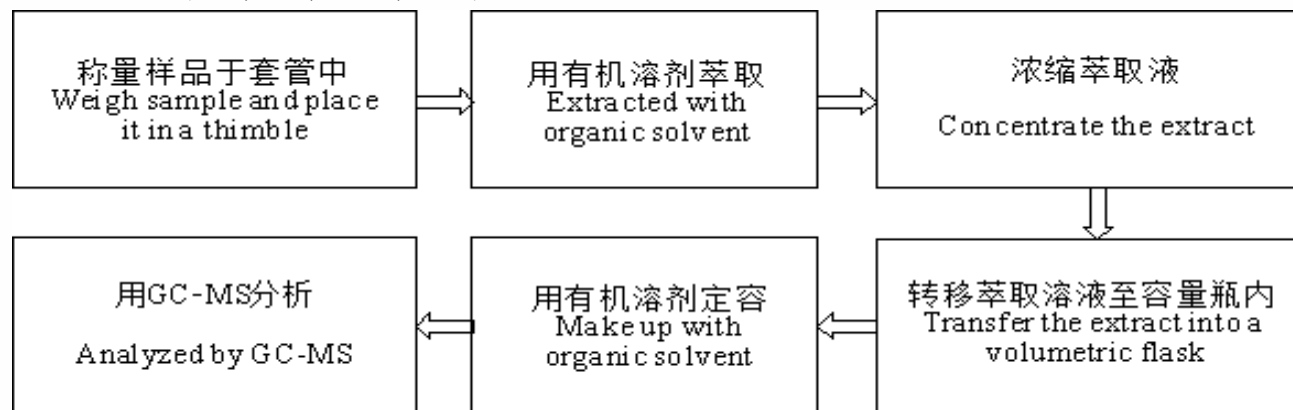 称量样品于套管中
Weigh sample and place
it in a thimble
用有机溶剂萃取
Extracted with
organic solvent
浓缩萃取液
Concentrate the extract
转移萃取溶液至容量瓶内
Transfer the extract into a
volumetric flask
用有机溶剂定容
Make up with
organic solvent
用GC-MS分析
Analyzed by GC-MS